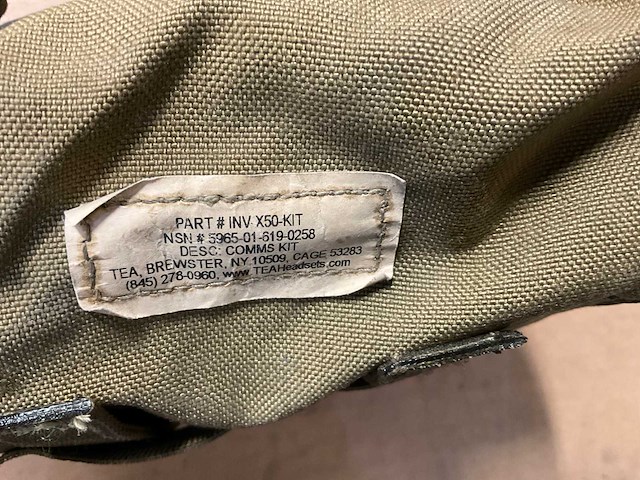 PART # INV X50-KIT
NSN # 5965-01-619-0258
DESC: COMMS KIT
TEA, BREWSTER, NY 10509, CAGE 53283
(845) 278-0960, www.TEAHeadsets.com